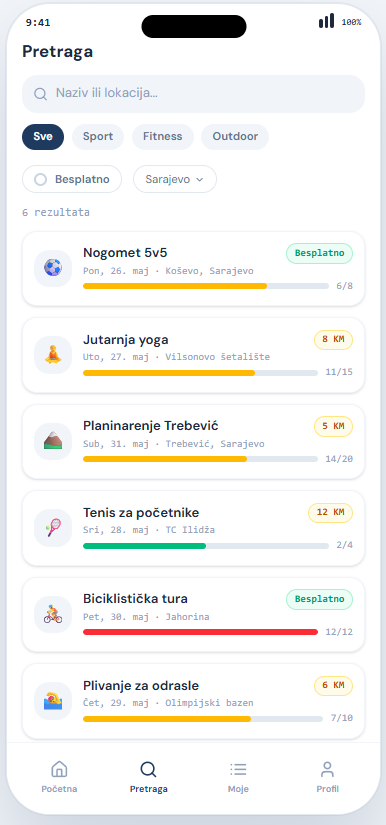 9:41
100%
Pretraga
Naziv ili lokacija...
Sve Sport Fitness Outdoor
Besplatno Sarajevo
6 rezultata
Nogomet 5v5 Besplatno
Pon, 26. maj · Koševo, Sarajevo
6/8
Jutarnja yoga 8 KM
Uto, 27. maj · Vilsonovo šetalište
11/15
Planinarenje Trebević 5 KM
Sub, 31. maj · Trebević, Sarajevo
14/20
Tenis za početnike 12 KM
Sri, 28. maj · TC Ilidža
2/4
Biciklistička tura Besplatno
Pet, 30. maj · Jahorina
12/12
Plivanje za odrasle 6 KM
Čet, 29. maj · Olimpijski bazen
7/10
Početna Pretraga Moje Profil